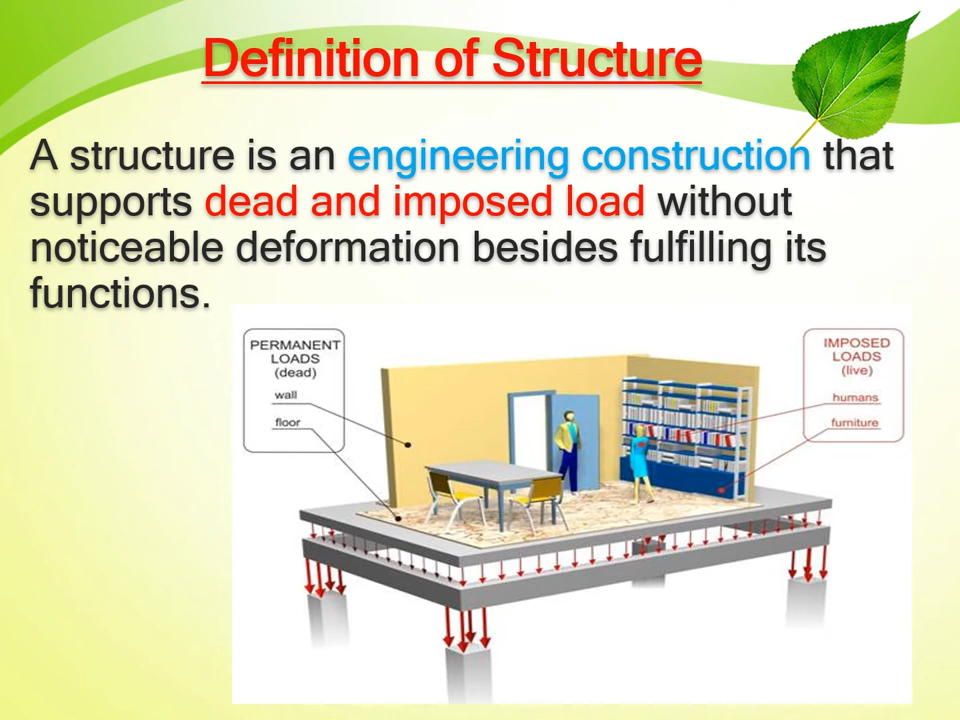 Definition of Structure
A structure is an engineering construction that
supports dead and imposed load without
noticeable deformation besides fulfilling its
functions.
PERMANENT
LOADS
(dead)
wall
floor
IMPOSED
LOADS
(live)
humans
furniture